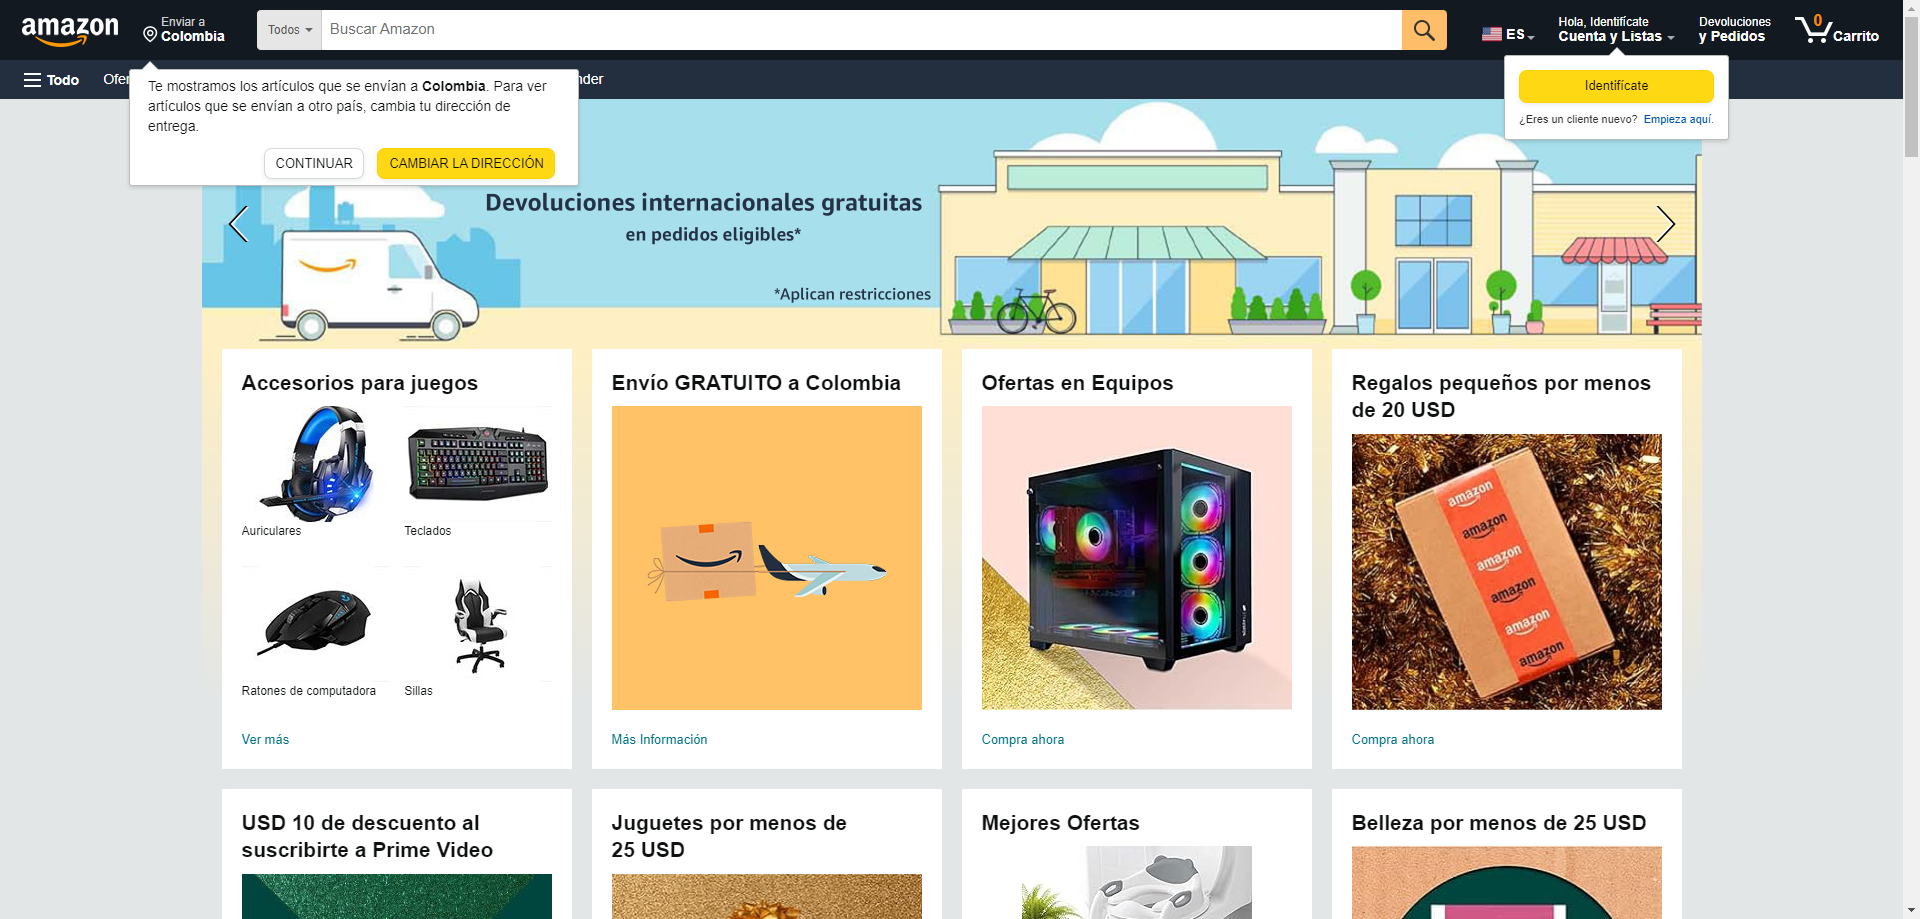 amazon
Enviar a
Colombia
Todos
Buscar Amazon
ES
Hola, Identifícate
Cuenta y Listas
Devoluciones
y Pedidos
0
Carrito
Todo
Te mostramos los artículos que se envían a Colombia. Para ver
artículos que se envían a otro país, cambia tu dirección de
entrega.
CONTINUAR
CAMBIAR LA DIRECCIÓN
Identifícate
¿Eres un cliente nuevo? Empieza aquí.
Devoluciones internacionales gratuitas
en pedidos eligibles*
*Aplican restricciones
Accesorios para juegos
Auriculares
Teclados
Ratones de computadora
Sillas
Ver más
Envío GRATUITO a Colombia
Más Información
Ofertas en Equipos
Compra ahora
Regalos pequeños por menos
de 20 USD
amazon
amazon
amazon
amazon
amazon
amazon
Compra ahora
USD 10 de descuento al
suscribirte a Prime Video
Juguetes por menos de
25 USD
Mejores Ofertas
Belleza por menos de 25 USD